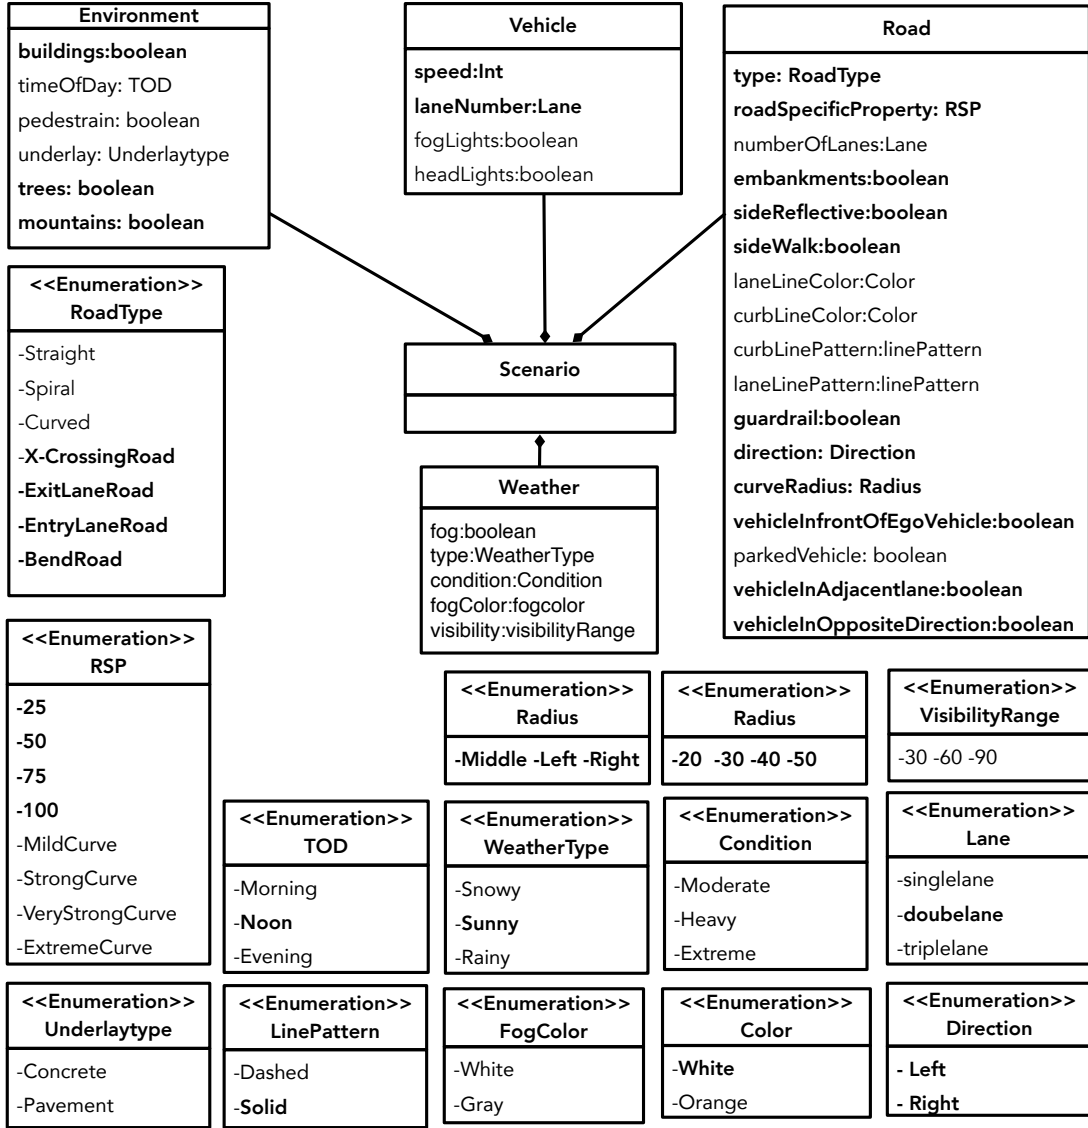 Environment
buildings:boolean
timeOfDay: TOD
pedestrain: boolean
underlay: Underlaytype
trees: boolean
mountains: boolean
Vehicle
speed:Int
laneNumber:Lane
fogLights:boolean
headLights:boolean
Road
type: RoadType
roadSpecificProperty: RSP
numberOfLanes:Lane
embankments:boolean
sideReflective:boolean
sideWalk:boolean
laneLineColor:Color
curbLineColor:Color
curbLinePattern:linePattern
laneLinePattern:linePattern
guardrail:boolean
direction: Direction
curveRadius: Radius
vehicleInfrontOfEgoVehicle:boolean
parkedVehicle: boolean
vehicleInAdjacentlane:boolean
vehicleInOppositeDirection:boolean
<<Enumeration>>
RoadType
-Straight
-Spiral
-Curved
-X-CrossingRoad
-ExitLaneRoad
-EntryLaneRoad
-BendRoad
Scenario
Weather
fog:boolean
type:WeatherType
condition:Condition
fogColor:fogcolor
visibility:visibilityRange
<<Enumeration>>
RSP
-25
-50
-75
-100
-MildCurve
-StrongCurve
-VeryStrongCurve
-ExtremeCurve
<<Enumeration>>
Radius
-Middle -Left -Right
<<Enumeration>>
Radius
-20 -30 -40 -50
<<Enumeration>>
VisibilityRange
-30 -60 -90
<<Enumeration>>
TOD
-Morning
-Noon
-Evening
<<Enumeration>>
WeatherType
-Snowy
-Sunny
-Rainy
<<Enumeration>>
Condition
-Moderate
-Heavy
-Extreme
<<Enumeration>>
Lane
-singlelane
-doubelane
-triplelane
<<Enumeration>>
Underlaytype
-Concrete
-Pavement
<<Enumeration>>
LinePattern
-Dashed
-Solid
<<Enumeration>>
FogColor
-White
-Gray
<<Enumeration>>
Color
-White
-Orange
<<Enumeration>>
Direction
- Left
- Right